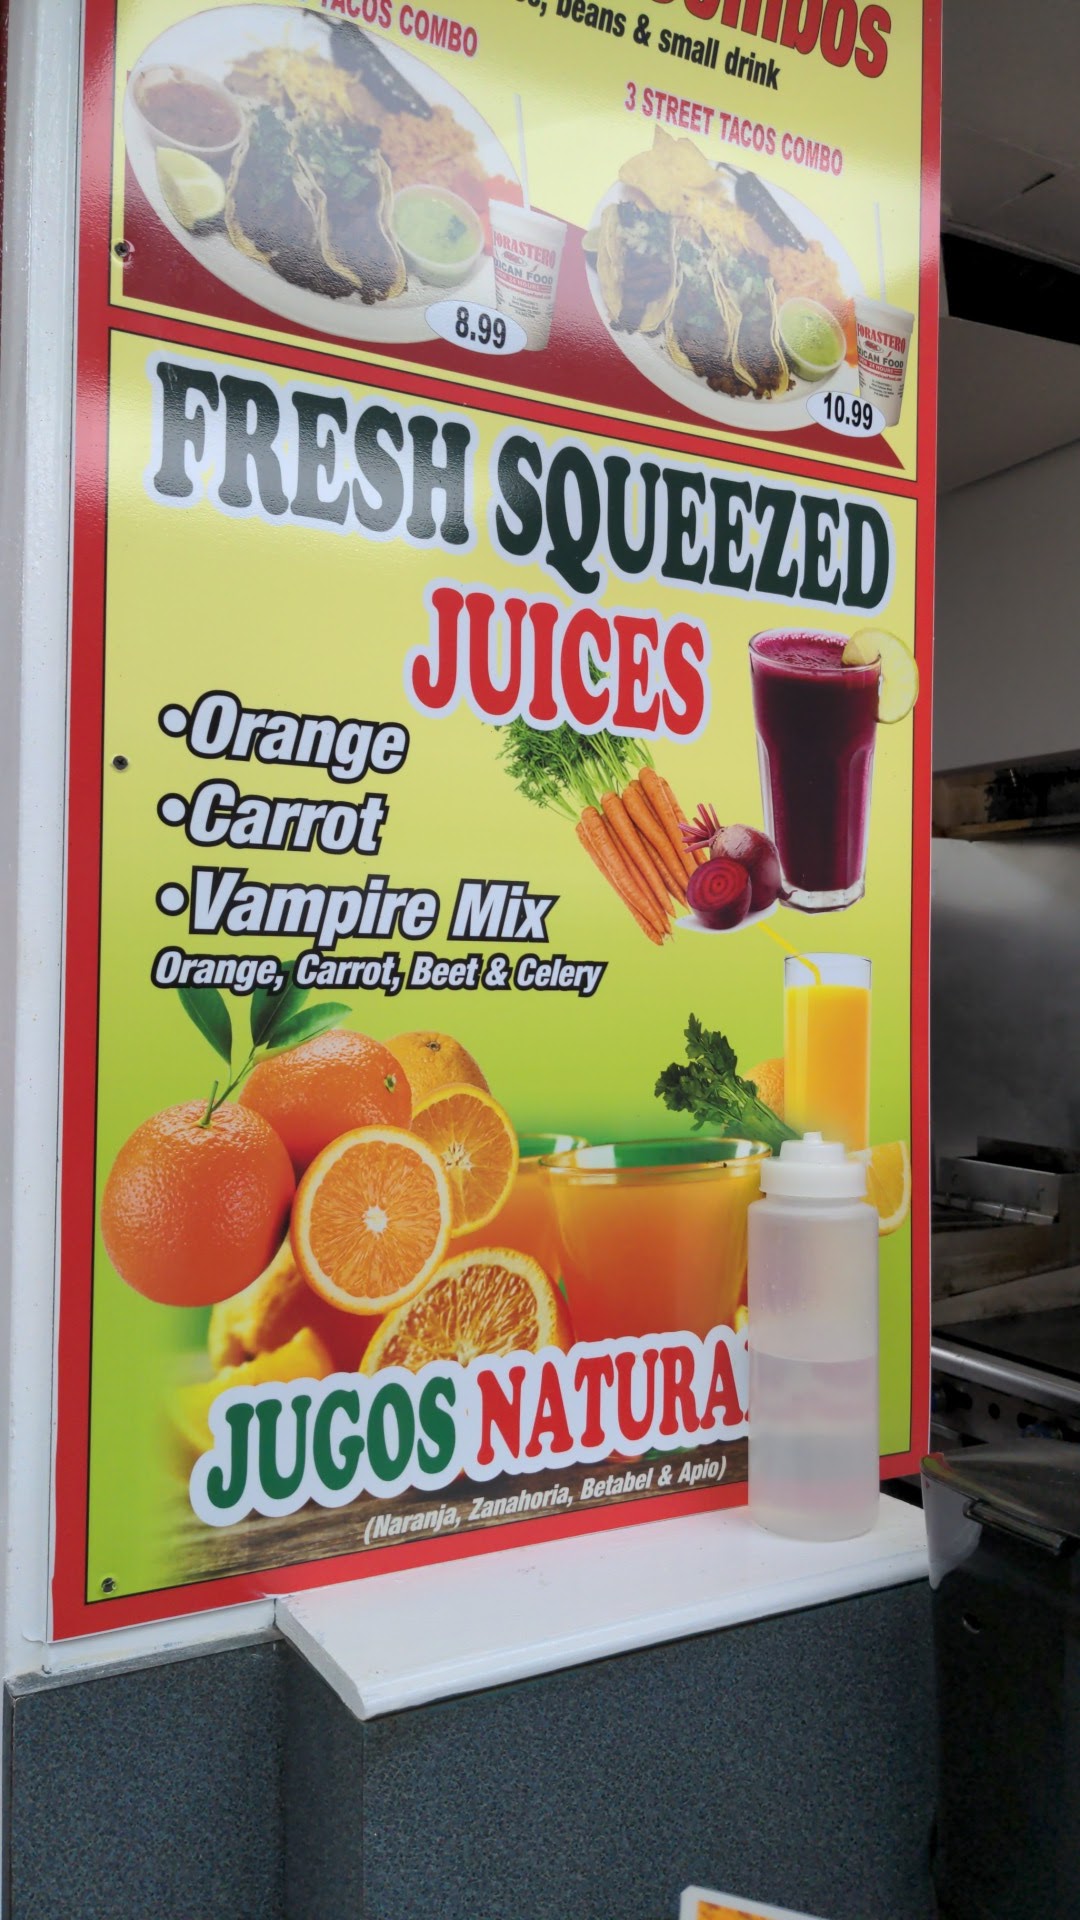 TACOS COMBO
beans & small drink
3 STREET TACOS COMBO
8.99
10.99
FRESH SQUEEZED
JUICES
•Orange
•Carrot
•Vampire Mix
Orange, Carrot, Beet & Celery
JUGOS NATURA
(Naranja, Zanahoria, Betabel & Apio)